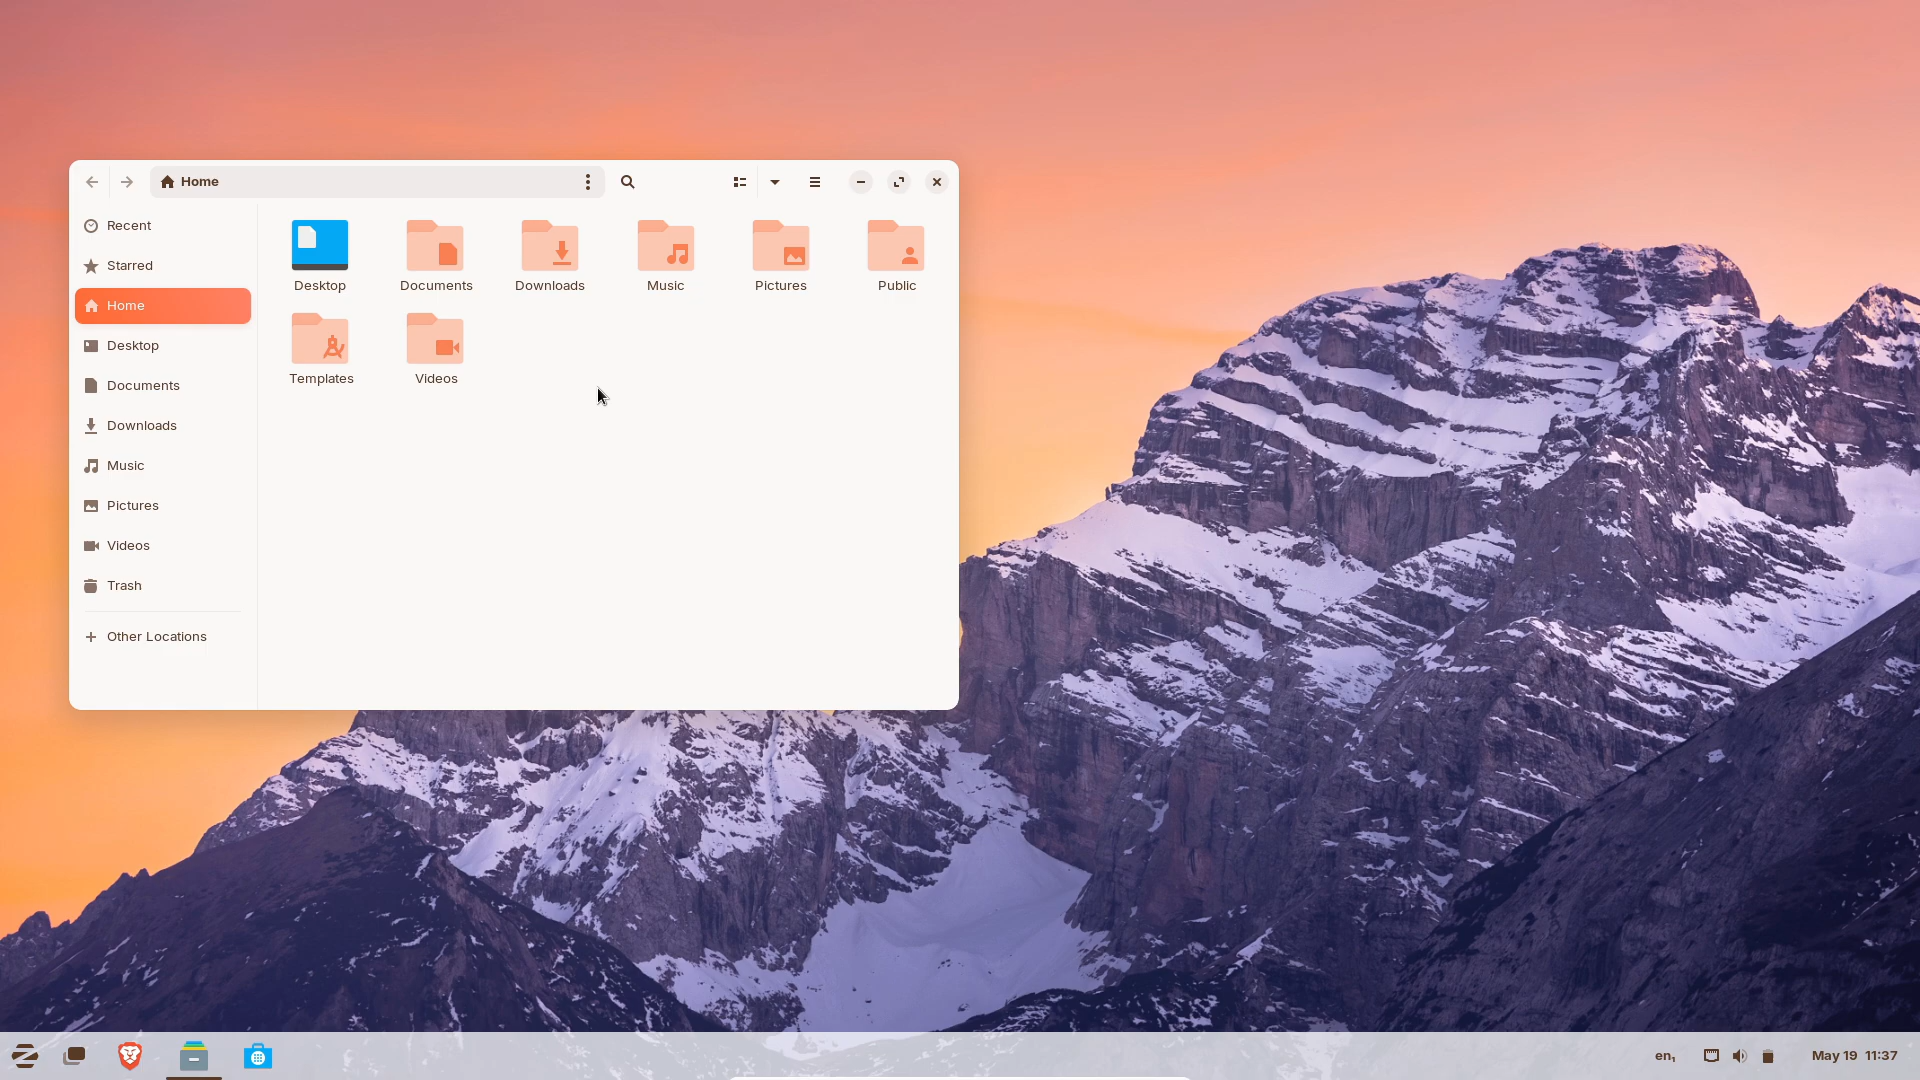 Home
Recent
Starred
Home
Desktop
Documents
Downloads
Music
Pictures
Videos
Trash
Other Locations
Desktop
Documents
Downloads
Music
Pictures
Public
Templates
Videos
en₁
May 19 11:37